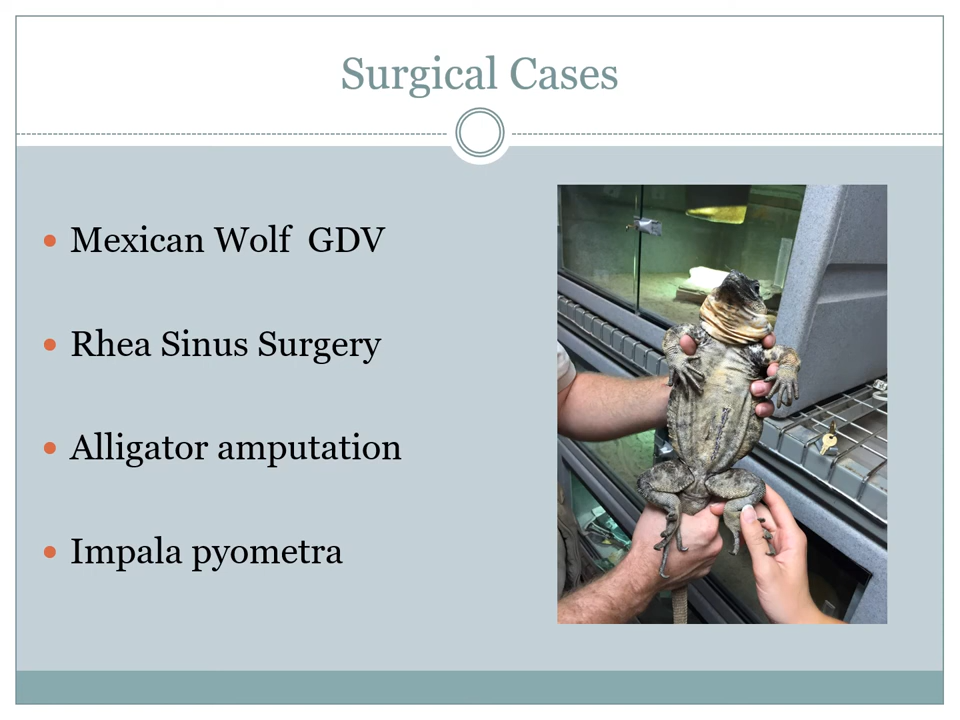 Surgical Cases
Mexican Wolf  GDV
Rhea Sinus Surgery
Alligator amputation
Impala pyometra